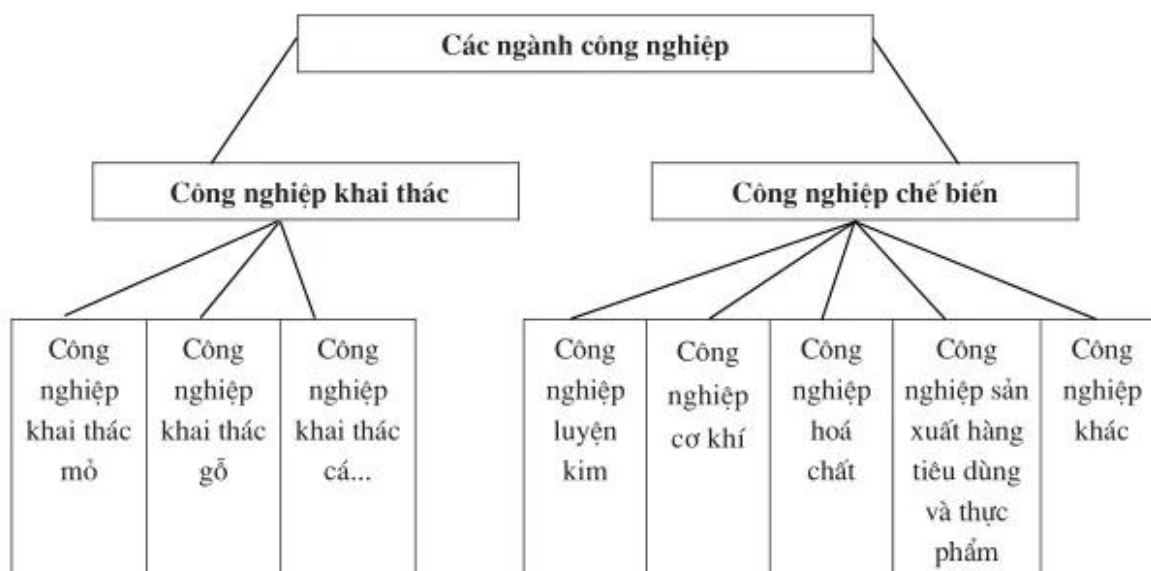 Các ngành công nghiệp
Công nghiệp khai thác
Công nghiệp chế biến
Công
nghiệp
khai thác
mỏ
Công
nghiệp
khai thác
gỗ
Công
nghiệp
khai thác
cá...
Công
nghiệp
luyện
kim
Công
nghiệp
cơ khí
Công
nghiệp
hoá
chất
Công
nghiệp sản
xuất hàng
tiêu dùng
và thực
phẩm
Công
nghiệp
khác